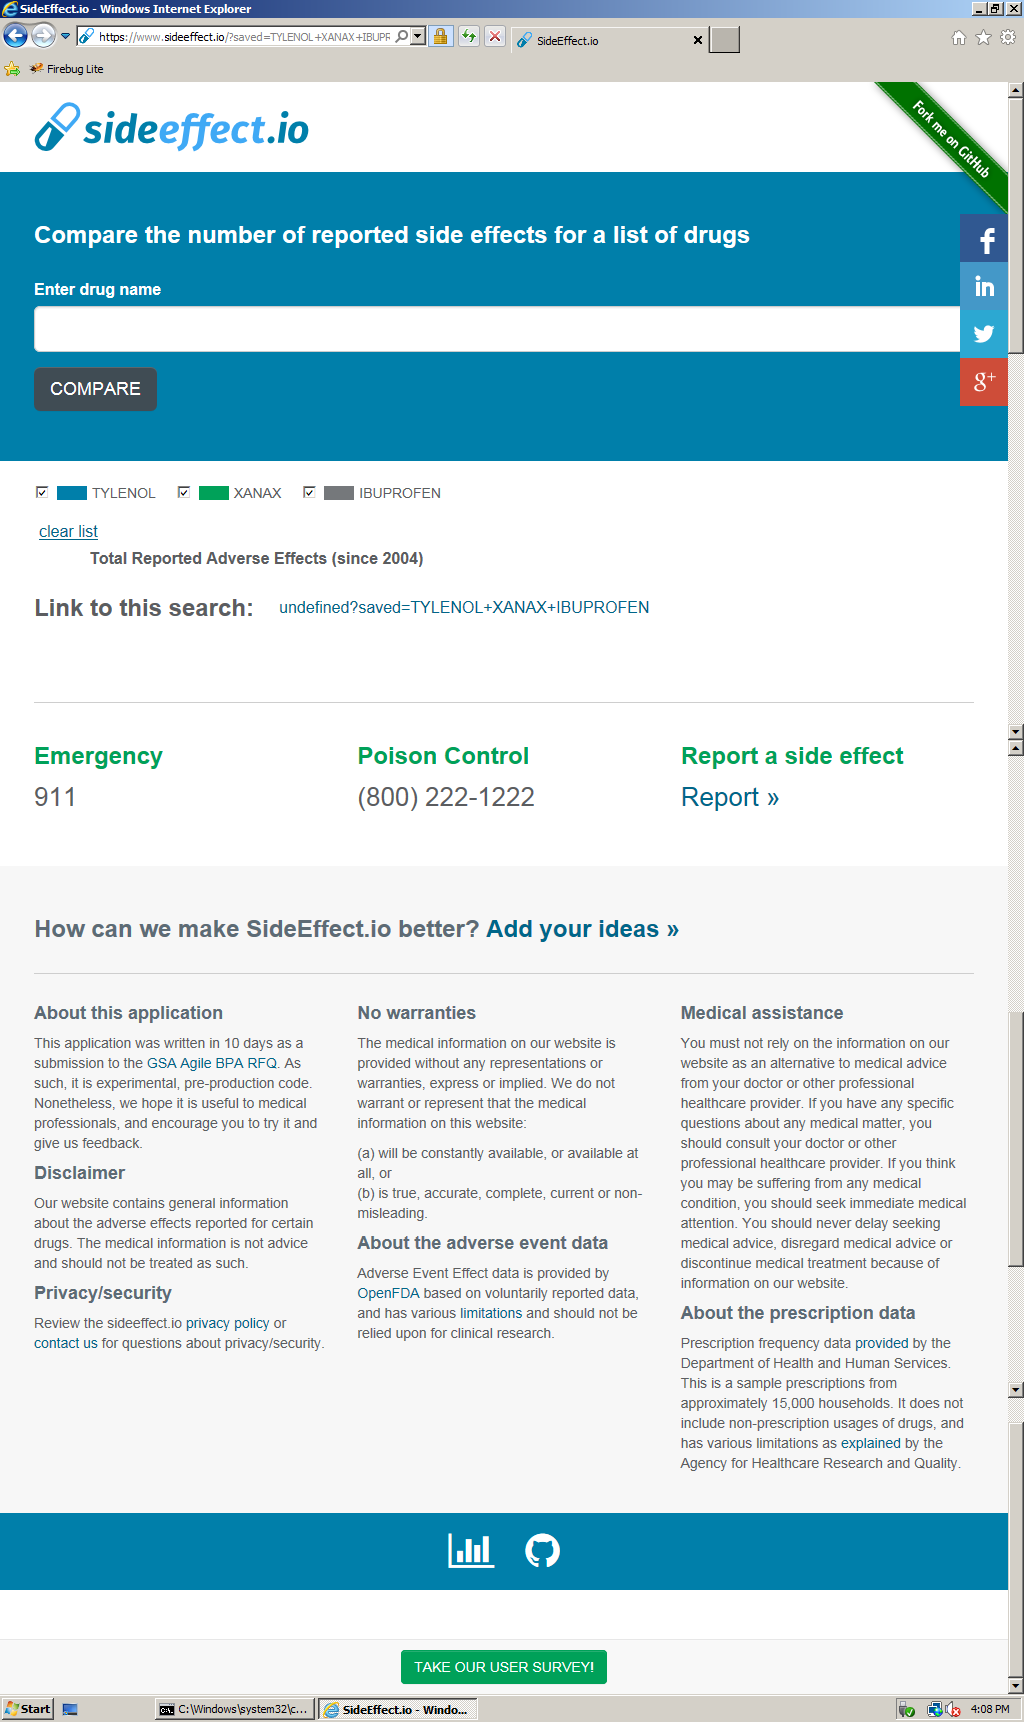 SideEffect.io - Windows Internet Explorer
https://www.sideeffect.io/?saved=TYLENOL+XANAX+IBUPR
SideEffect.io
Firebug Lite
sideeffect.io
Fork me on GitHub
Compare the number of reported side effects for a list of drugs
Enter drug name
COMPARE
f
in
g+
TYLENOL XANAX IBUPROFEN
clear list
Total Reported Adverse Effects (since 2004)
Link to this search: undefined?saved=TYLENOL+XANAX+IBUPROFEN
Emergency
911
Poison Control
(800) 222-1222
Report a side effect
Report »
How can we make SideEffect.io better? Add your ideas »
About this application
This application was written in 10 days as a
submission to the GSA Agile BPA RFQ. As
such, it is experimental, pre-production code.
Nonetheless, we hope it is useful to medical
professionals, and encourage you to try it and
give us feedback.
Disclaimer
Our website contains general information
about the adverse effects reported for certain
drugs. The medical information is not advice
and should not be treated as such.
Privacy/security
Review the sideeffect.io privacy policy or
contact us for questions about privacy/security.
No warranties
The medical information on our website is
provided without any representations or
warranties, express or implied. We do not
warrant or represent that the medical
information on this website:
(a) will be constantly available, or available at
all, or
(b) is true, accurate, complete, current or non-
misleading.
About the adverse event data
Adverse Event Effect data is provided by
OpenFDA based on voluntarily reported data,
and has various limitations and should not be
relied upon for clinical research.
Medical assistance
You must not rely on the information on our
website as an alternative to medical advice
from your doctor or other professional
healthcare provider. If you have any specific
questions about any medical matter, you
should consult your doctor or other
professional healthcare provider. If you think
you may be suffering from any medical
condition, you should seek immediate medical
attention. You should never delay seeking
medical advice, disregard medical advice or
discontinue medical treatment because of
information on our website.
About the prescription data
Prescription frequency data provided by the
Department of Health and Human Services.
This is a sample prescriptions from
approximately 15,000 households. It does not
include non-prescription usages of drugs, and
has various limitations as explained by the
Agency for Healthcare Research and Quality.
TAKE OUR USER SURVEY!
Start
C:\Windows\system32\c...
SideEffect.io - Windo...
4:08 PM